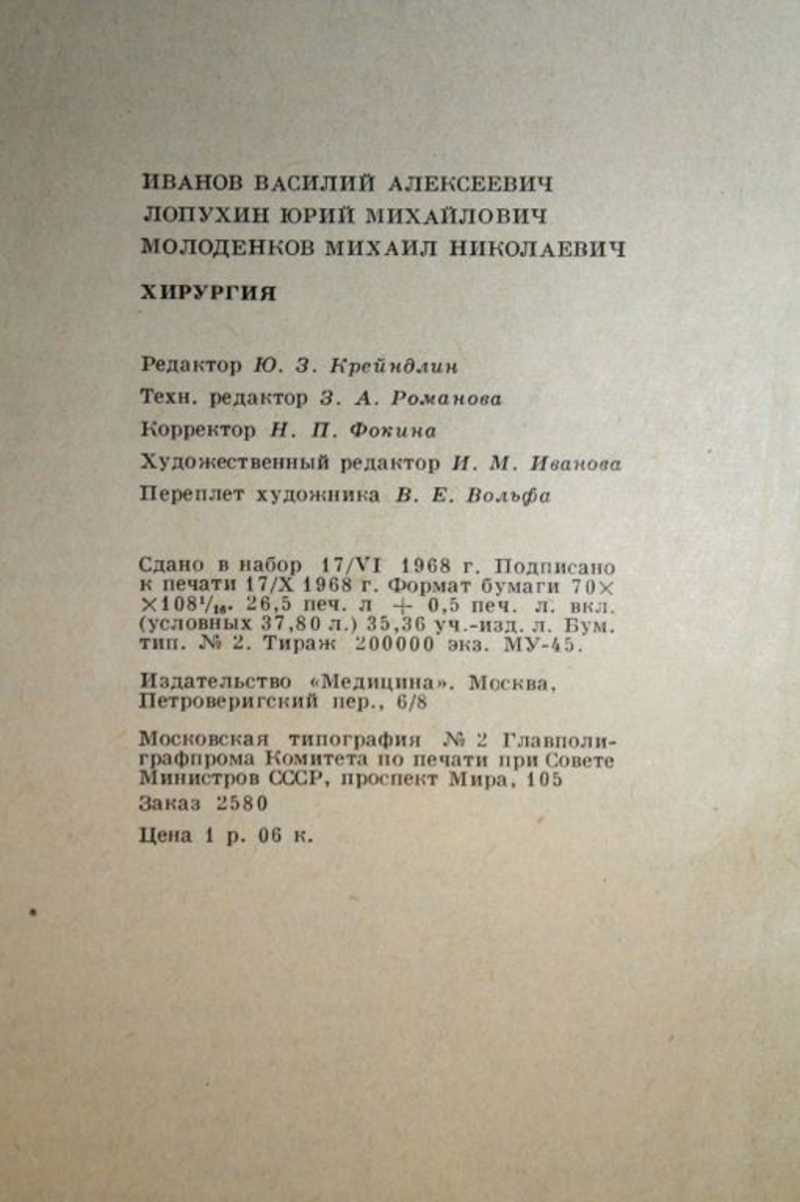 ИВАНОВ ВАСИЛИЙ АЛЕКСЕЕВИЧ
ЛОПУХИН ЮРИЙ МИХАЙЛОВИЧ
МОЛОДЕНКОВ МИХАИЛ НИКОЛАЕВИЧ
ХИРУРГИЯ
Редактор Ю. З. Крейндлин
Техн. редактор З. А. Романова
Корректор Н. П. Фокина
Художественный редактор И. М. Иванова
Переплет художника В. Е. Вольфа
Сдано в набор 17/VI 1968 г. Подписано
к печати 17/X 1968 г. Формат бумаги 70×
×108¹/₁₆. 26,5 печ. л + 0,5 печ. л. вкл.
(условных 37,80 л.) 35,36 уч.-изд. л. Бум.
тип. № 2. Тираж 200000 экз. МУ-45.
Издательство «Медицина». Москва,
Петроверигский пер., 6/8
Московская типография № 2 Главполи-
графпрома Комитета по печати при Совете
Министров СССР, проспект Мира, 105
Заказ 2580
Цена 1 р. 06 к.